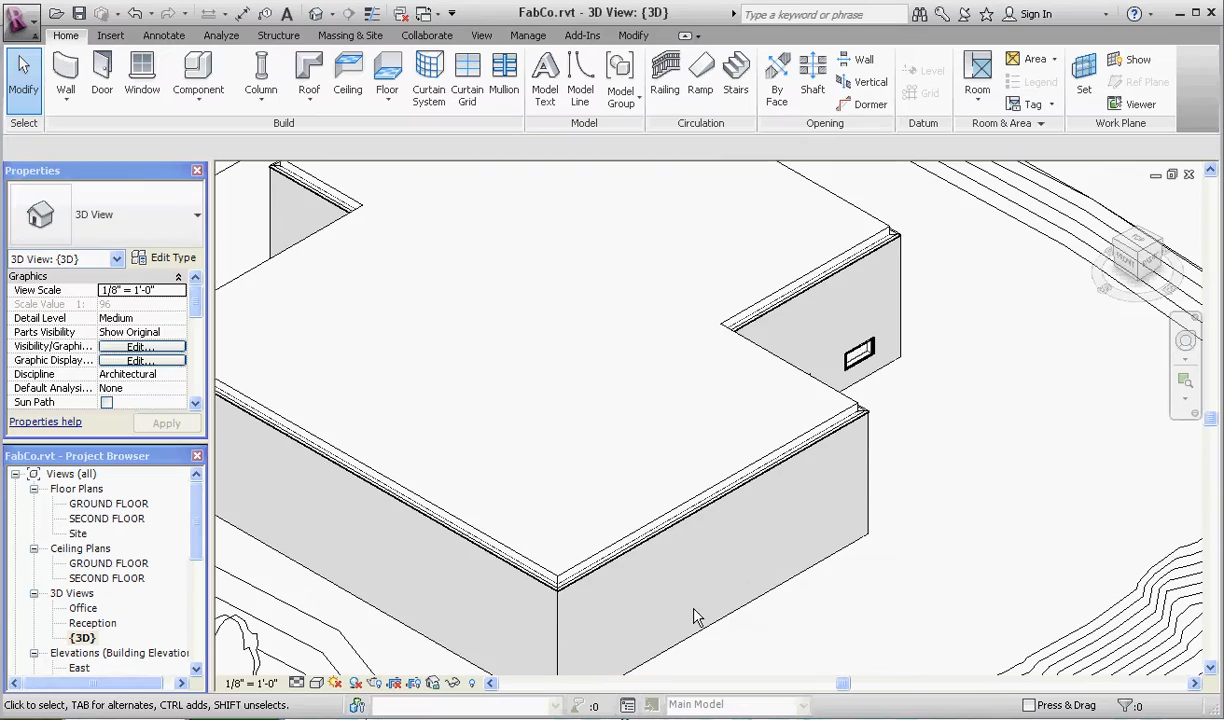 FabCo.rvt - 3D View: {3D}
Type a keyword or phrase
Sign In
Home Insert Annotate Analyze Structure Massing & Site Collaborate View Manage Add-Ins Modify
Modify Wall Door Window Component Column Roof Ceiling Floor Curtain System Curtain Grid Mullion Model Text Model Line Model Group Railing Ramp Stairs By Face Shaft Wall Vertical Dormer Level Grid Room Area Legend Tag Set Show Ref Plane Viewer
Select Build Model Circulation Opening Datum Room & Area Work Plane
Properties
3D View
3D View: {3D} Edit Type
Graphics
View Scale 1/8" = 1'-0"
Scale Value 1: 96
Detail Level Medium
Parts Visibility Show Original
Visibility/Graphi... Edit...
Graphic Display... Edit...
Discipline Architectural
Default Analysi... None
Sun Path
Properties help Apply
FabCo.rvt - Project Browser
Views (all)
Floor Plans
GROUND FLOOR
SECOND FLOOR
Site
Ceiling Plans
GROUND FLOOR
SECOND FLOOR
3D Views
Office
Reception
{3D}
Elevations (Building Elevation
East
TOP
FRONT
1/8" = 1'-0"
Click to select, TAB for alternates, CTRL adds, SHIFT unselects.
:0
Main Model
Press & Drag
:0